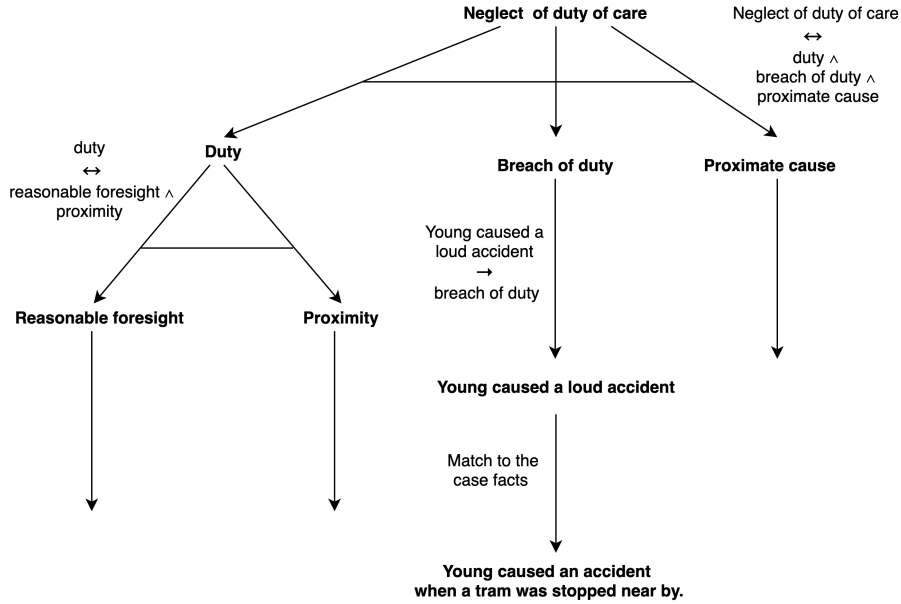 Neglect of duty of care
Neglect of duty of care
↔
duty ∧
breach of duty ∧
proximate cause
duty
↔
reasonable foresight ∧
proximity
Duty
Breach of duty
Proximate cause
Young caused a
loud accident
→
breach of duty
Reasonable foresight
Proximity
Young caused a loud accident
Match to the
case facts
Young caused an accident
when a tram was stopped near by.